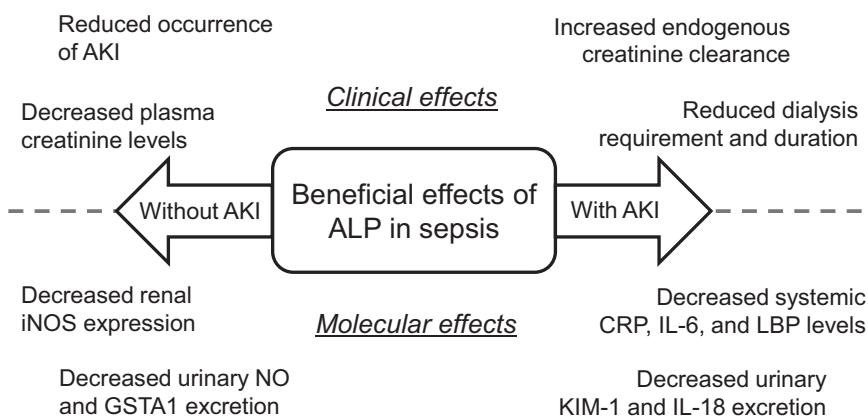 Reduced occurrence
of AKI
Increased endogenous
creatinine clearance
Clinical effects
Decreased plasma
creatinine levels
Reduced dialysis
requirement and duration
Without AKI
Beneficial effects of
ALP in sepsis
With AKI
Decreased renal
iNOS expression
Molecular effects
Decreased systemic
CRP, IL-6, and LBP levels
Decreased urinary NO
and GSTA1 excretion
Decreased urinary
KIM-1 and IL-18 excretion